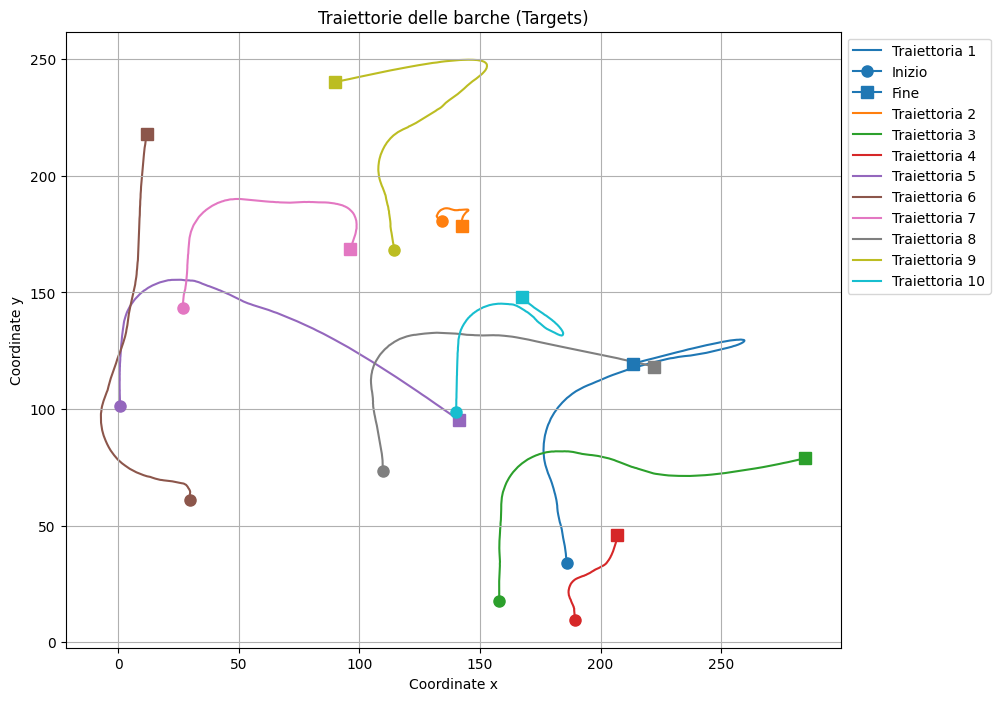 Traiettorie delle barche (Targets)
Coordinate y
250
200
150
100
50
0
0 50 100 150 200 250
Coordinate x
Traiettoria 1
Inizio
Fine
Traiettoria 2
Traiettoria 3
Traiettoria 4
Traiettoria 5
Traiettoria 6
Traiettoria 7
Traiettoria 8
Traiettoria 9
Traiettoria 10